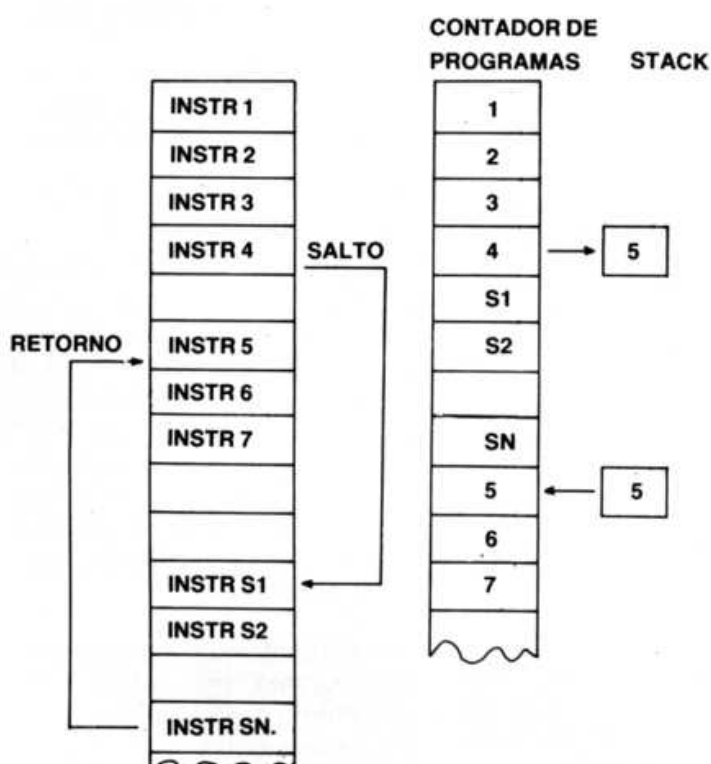 CONTADOR DE
PROGRAMAS
STACK
INSTR 1
INSTR 2
INSTR 3
INSTR 4
SALTO
RETORNO
INSTR 5
INSTR 6
INSTR 7
INSTR S1
INSTR S2
INSTR SN.
1
2
3
4
5
S1
S2
SN
5
5
6
7